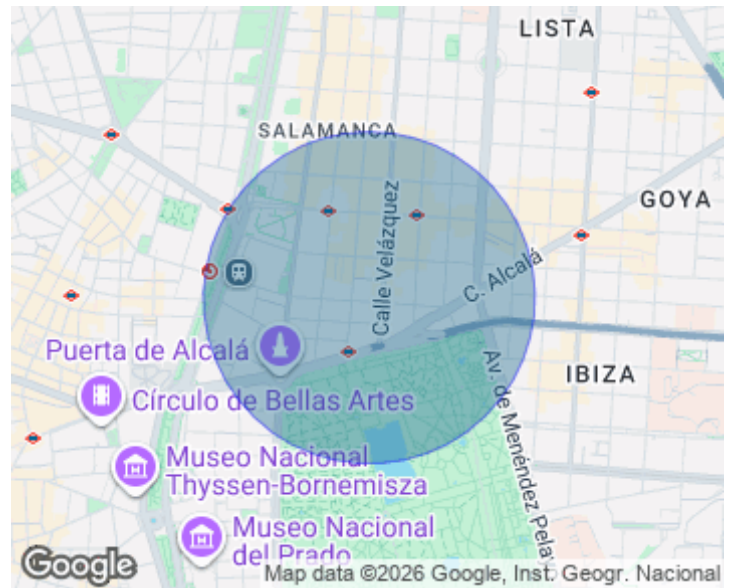 LISTA
SALAMANCA
GOYA
Calle Velázquez
C. Alcalá
Puerta de Alcalá
IBIZA
Círculo de Bellas Artes
Av. de Menéndez Pela
Museo Nacional
Thyssen-Bornemisza
Museo Nacional
del Prado
Google
Map data ©2026 Google, Inst. Geogr. Nacional